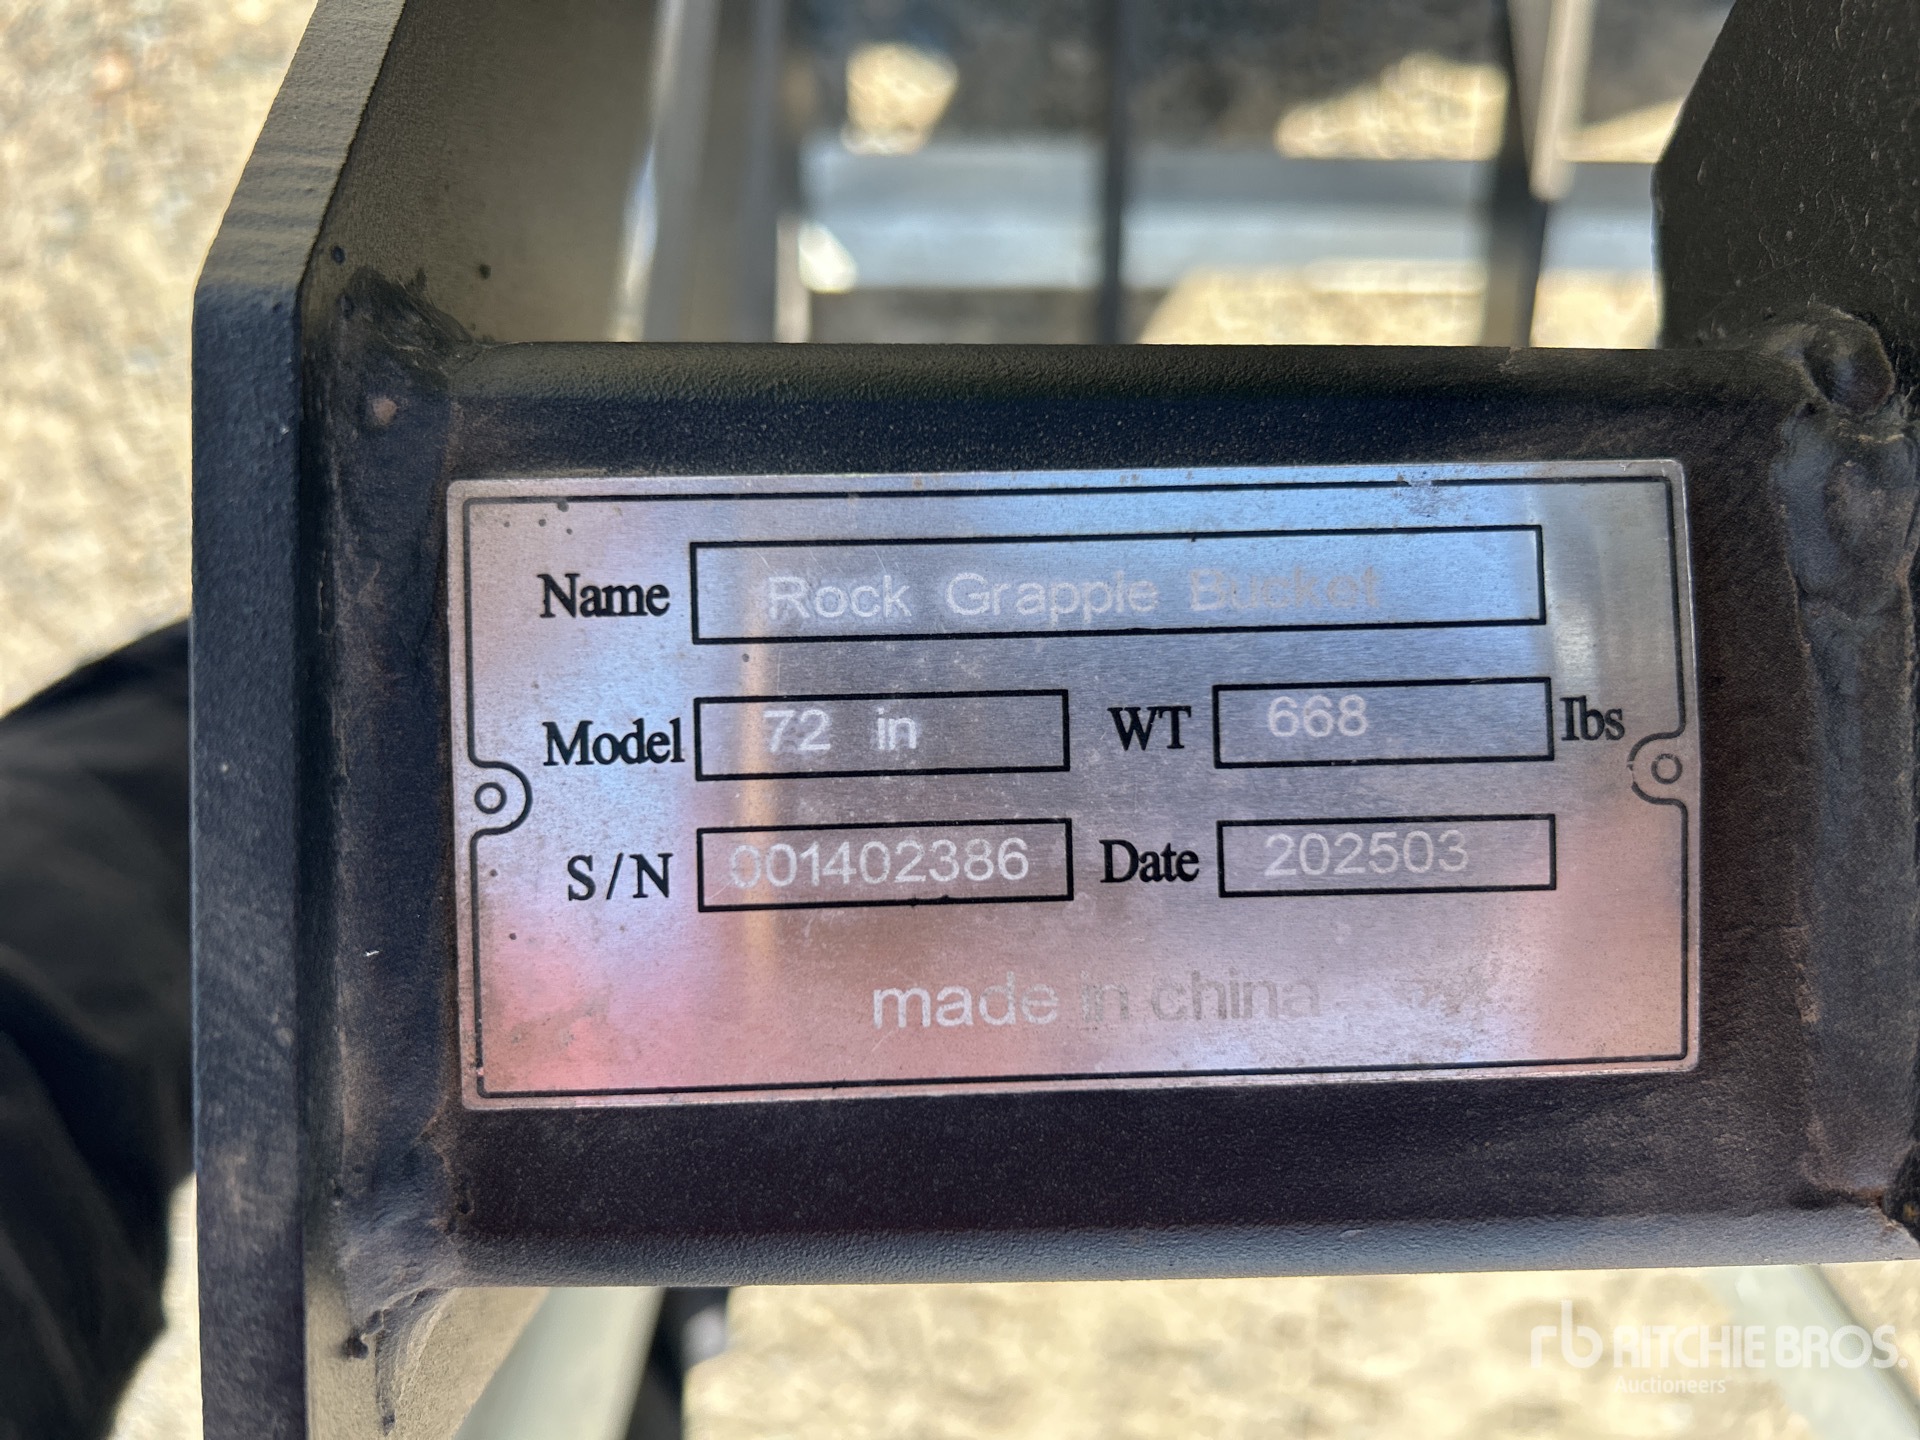 Name Rock Grapple Bucket
Model 72 in WT 668 lbs
S/N 001402386 Date 202503
made in china
rb RITCHIE BROS.
Auctioneers